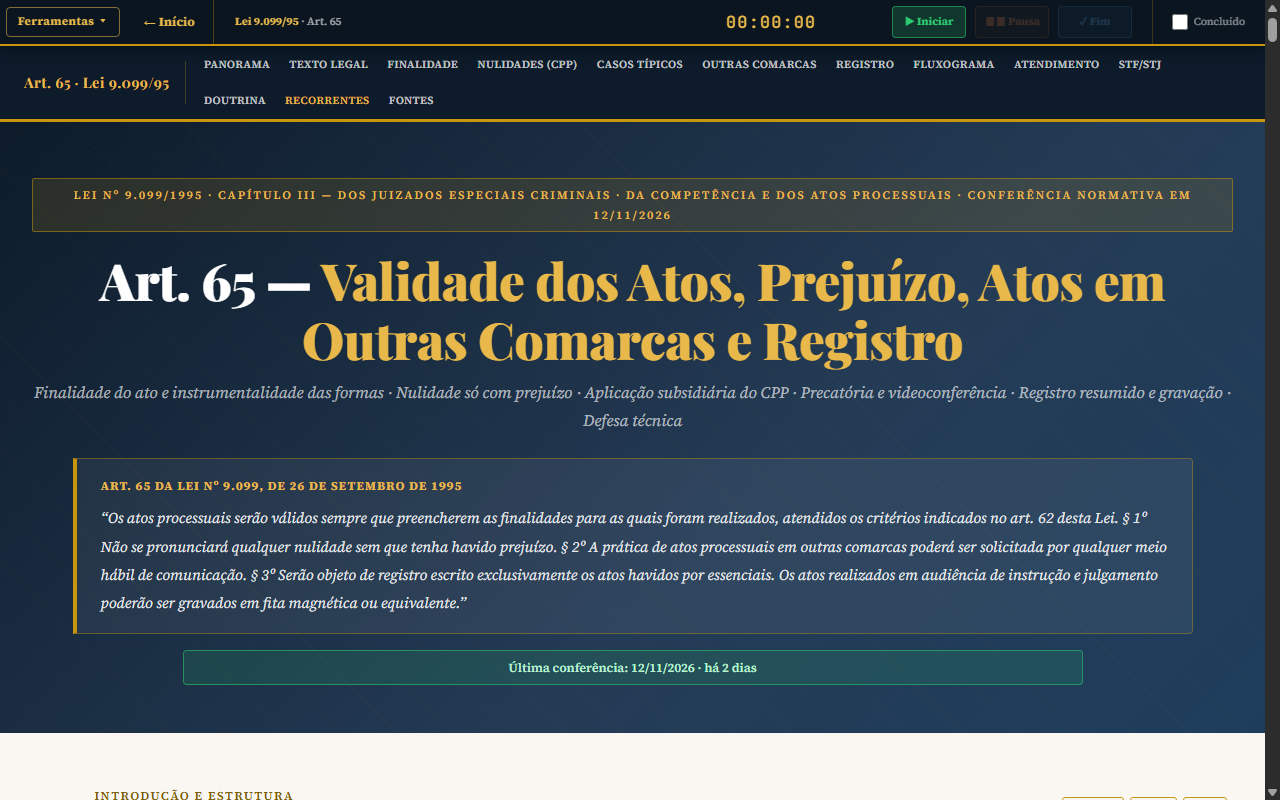 Ferramentas ▾
← Início
Lei 9.099/95 · Art. 65
00:00:00
▶ Iniciar
Pausa
✓ Fim
Concluído
Art. 65 · Lei 9.099/95
PANORAMA TEXTO LEGAL FINALIDADE NULIDADES (CPP) CASOS TÍPICOS OUTRAS COMARCAS REGISTRO FLUXOGRAMA ATENDIMENTO STF/STJ
DOUTRINA RECORRENTES FONTES
LEI Nº 9.099/1995 · CAPÍTULO III — DOS JUIZADOS ESPECIAIS CRIMINAIS · DA COMPETÊNCIA E DOS ATOS PROCESSUAIS · CONFERÊNCIA NORMATIVA EM
12/11/2026
Art. 65 — Validade dos Atos, Prejuízo, Atos em
Outras Comarcas e Registro
Finalidade do ato e instrumentalidade das formas · Nulidade só com prejuízo · Aplicação subsidiária do CPP · Precatória e videoconferência · Registro resumido e gravação ·
Defesa técnica
ART. 65 DA LEI Nº 9.099, DE 26 DE SETEMBRO DE 1995
“Os atos processuais serão válidos sempre que preencherem as finalidades para as quais foram realizados, atendidos os critérios indicados no art. 62 desta Lei. § 1º
Não se pronunciará qualquer nulidade sem que tenha havido prejuízo. § 2º A prática de atos processuais em outras comarcas poderá ser solicitada por qualquer meio
hábil de comunicação. § 3º Serão objeto de registro escrito exclusivamente os atos havidos por essenciais. Os atos realizados em audiência de instrução e julgamento
poderão ser gravados em fita magnética ou equivalente.”
Última conferência: 12/11/2026 · há 2 dias
INTRODUÇÃO E ESTRUTURA